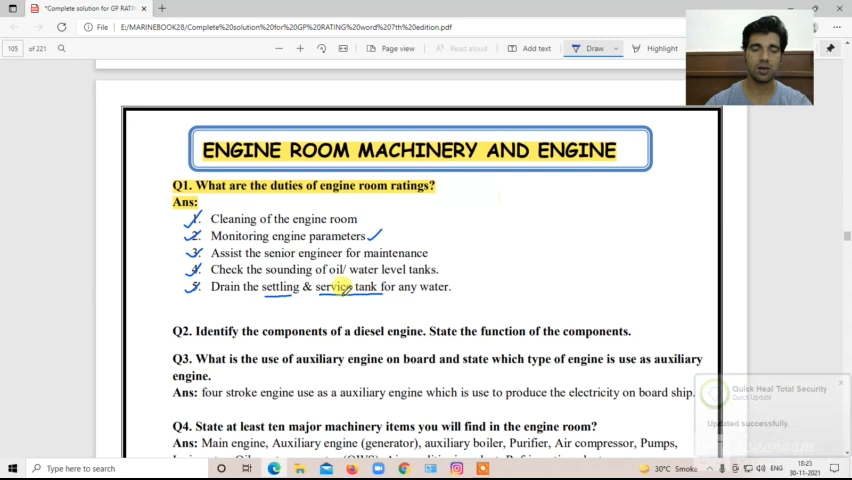 *Complete solution for GP RATING
File
E:/MARINEBOOK28/Complete%20solution%20for%20GP%20RATING%20word%207th%20edition.pdf
105 of 221
Page view
Read aloud
Add text
Draw
Highlight
ENGINE ROOM MACHINERY AND ENGINE
Q1. What are the duties of engine room ratings?
Ans:
1. Cleaning of the engine room
2. Monitoring engine parameters
3. Assist the senior engineer for maintenance
4. Check the sounding of oil/ water level tanks.
5. Drain the settling & service tank for any water.
Q2. Identify the components of a diesel engine. State the function of the components.
Q3. What is the use of auxiliary engine on board and state which type of engine is use as auxiliary
engine.
Ans: four stroke engine use as a auxiliary engine which is use to produce the electricity on board ship.
Quick Heal Total Security
Quick Update
Updated successfully.
Q4. State at least ten major machinery items you will find in the engine room?
Ans: Main engine, Auxiliary engine (generator), auxiliary boiler, Purifier, Air compressor, Pumps,
Type here to search
30°C Smoke
ENG
18:23
30-11-2021